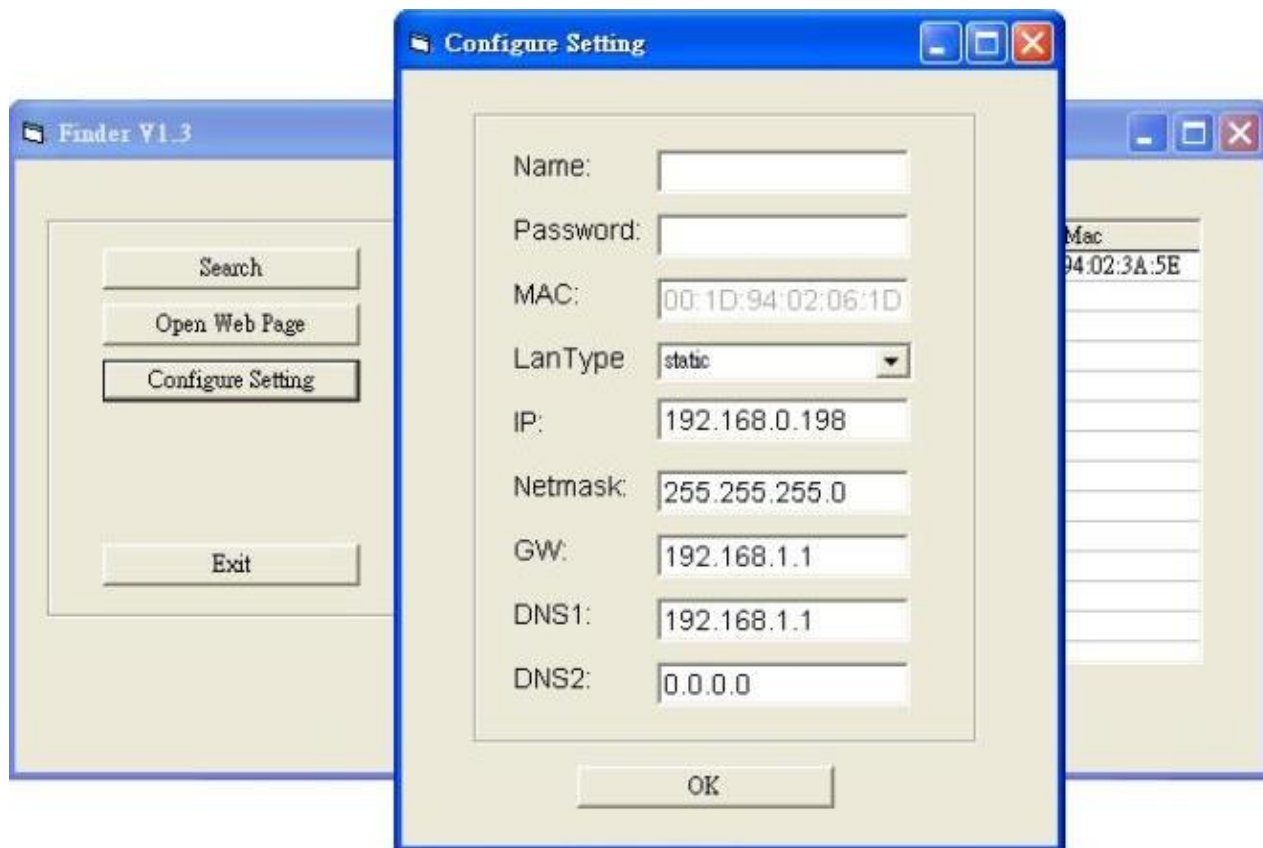 Configure Setting
Finder V1.3
Search
Open Web Page
Configure Setting
Exit
Name:
Password:
MAC: 00:1D:94:02:06:1D
LanType static
IP: 192.168.0.198
Netmask: 255.255.255.0
GW: 192.168.1.1
DNS1: 192.168.1.1
DNS2: 0.0.0.0
OK
Mac
94:02:3A:5E